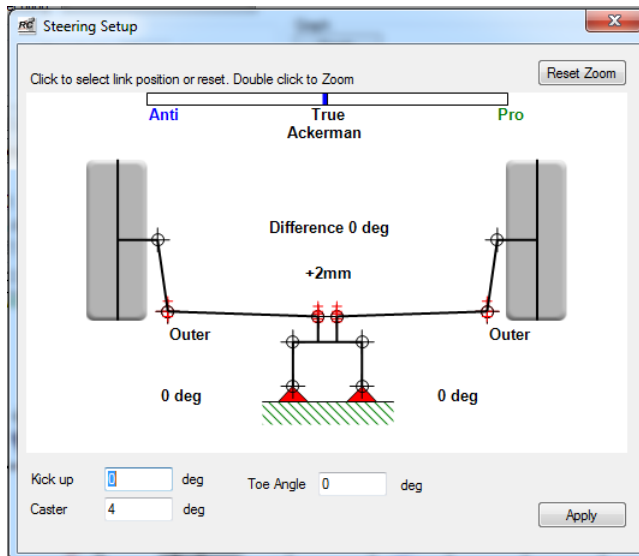 RC Steering Setup
Click to select link position or reset. Double click to Zoom
Reset Zoom
Anti True Pro
Ackerman
Difference 0 deg
+2mm
Outer Outer
0 deg 0 deg
Kick up 0 deg Toe Angle 0 deg
Caster 4 deg
Apply